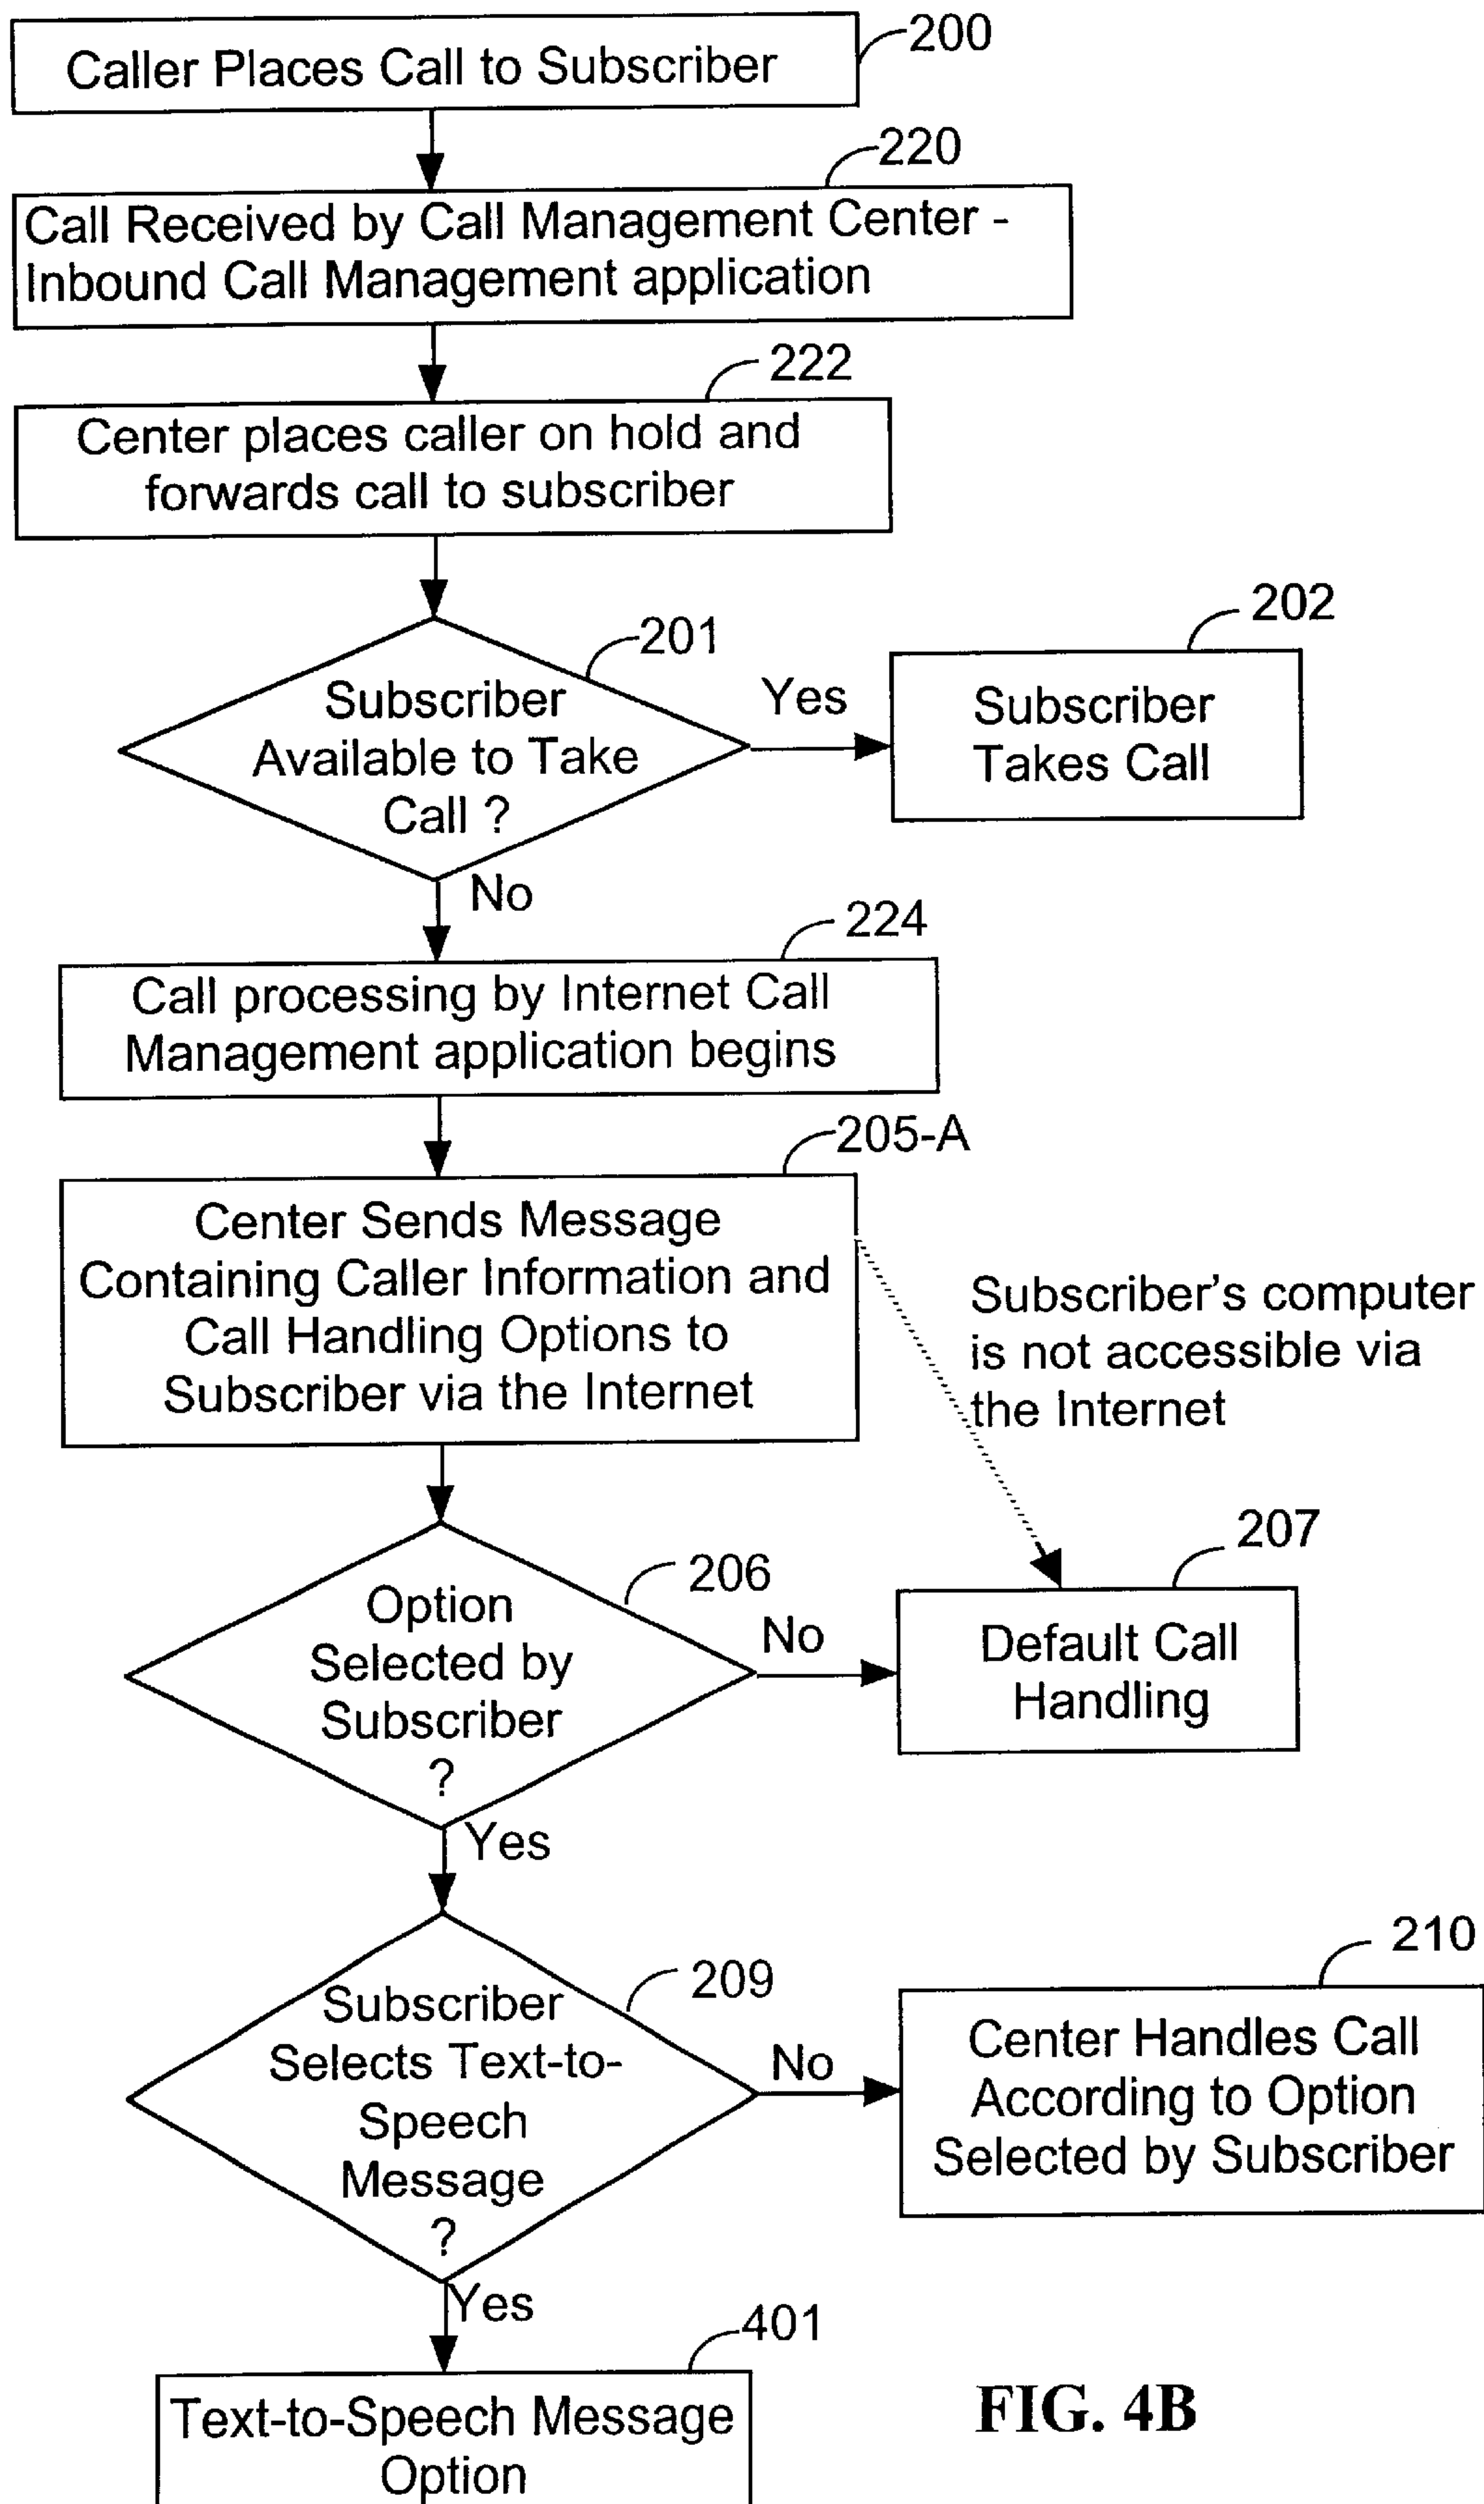 200
Caller Places Call to Subscriber
220
Call Received by Call Management Center -
Inbound Call Management application
222
Center places caller on hold and
forwards call to subscriber
201
202
Subscriber
Available to Take
Call ?
Yes
Subscriber
Takes Call
No
224
Call processing by Internet Call
Management application begins
205-A
Center Sends Message
Containing Caller Information and
Call Handling Options to
Subscriber via the Internet
Subscriber's computer
is not accessible via
the Internet
206
207
Option
Selected by
Subscriber
?
No
Default Call
Handling
Yes
209
210
Subscriber
Selects Text-to-
Speech
Message
?
No
Center Handles Call
According to Option
Selected by Subscriber
Yes
401
Text-to-Speech Message
Option
FIG. 4B